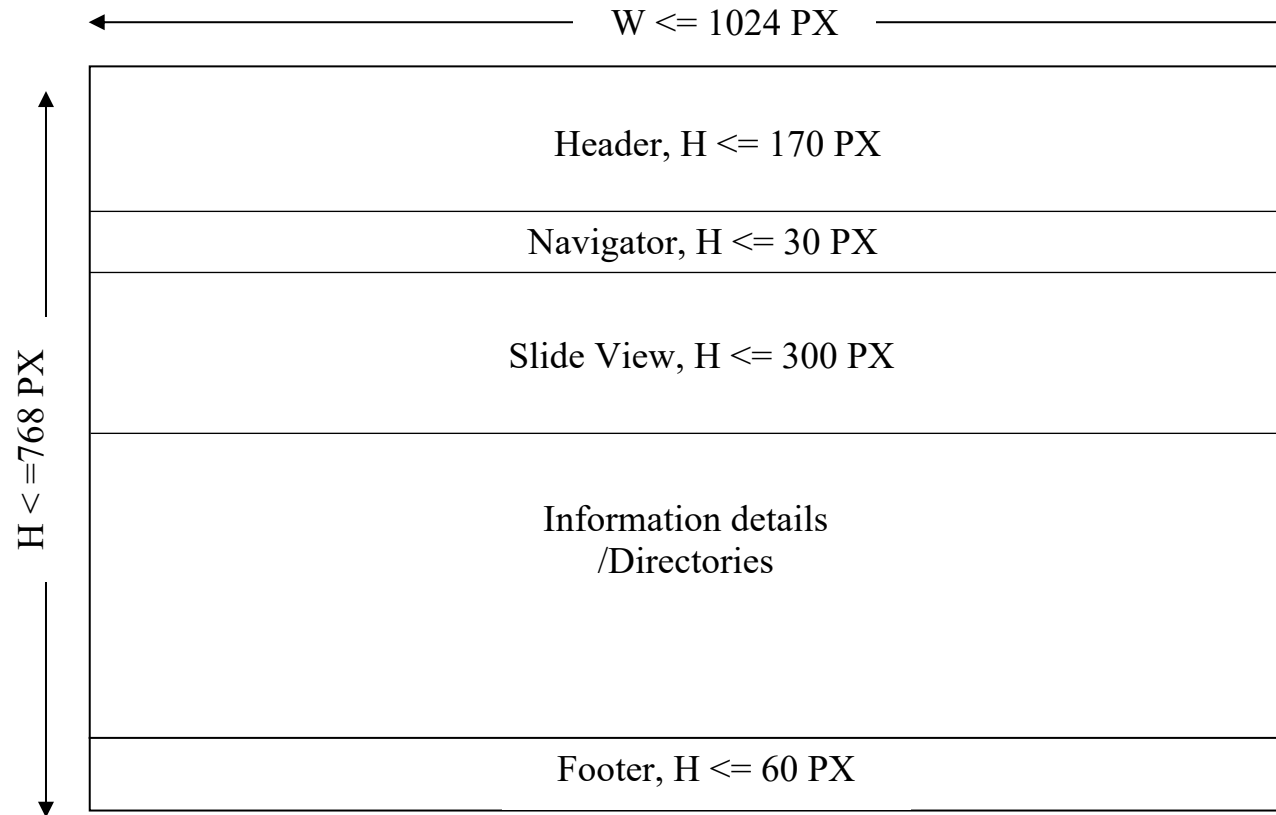 W <= 1024 PX
Header, H <= 170 PX
Navigator, H <= 30 PX
Slide View, H <= 300 PX
H < =768 PX
Information details
/Directories
Footer, H <= 60 PX